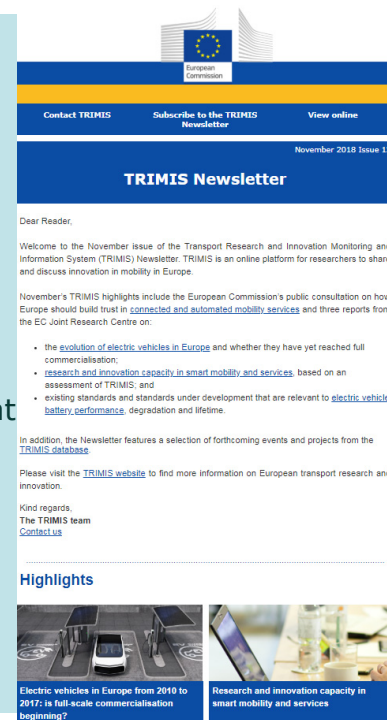 European
Commission
Contact TRIMIS
Subscribe to the TRIMIS
Newsletter
View online
November 2018 Issue 1
TRIMIS Newsletter
Dear Reader,
Welcome to the November issue of the Transport Research and Innovation Monitoring and
Information System (TRIMIS) Newsletter. TRIMIS is an online platform for researchers to share
and discuss innovation in mobility in Europe.
November's TRIMIS highlights include the European Commission's public consultation on how
Europe should build trust in connected and automated mobility services and three reports from
the EC Joint Research Centre on:
• the evolution of electric vehicles in Europe and whether they have yet reached full
commercialisation;
• research and innovation capacity in smart mobility and services, based on an
assessment of TRIMIS; and
• existing standards and standards under development that are relevant to electric vehicle
battery performance, degradation and lifetime.
In addition, the Newsletter features a selection of forthcoming events and projects from the
TRIMIS database.
Please visit the TRIMIS website to find more information on European transport research and
innovation.
Kind regards,
The TRIMIS team
Contact us
Highlights
Electric vehicles in Europe from 2010 to
2017: is full-scale commercialisation
beginning?
Research and innovation capacity in
smart mobility and services